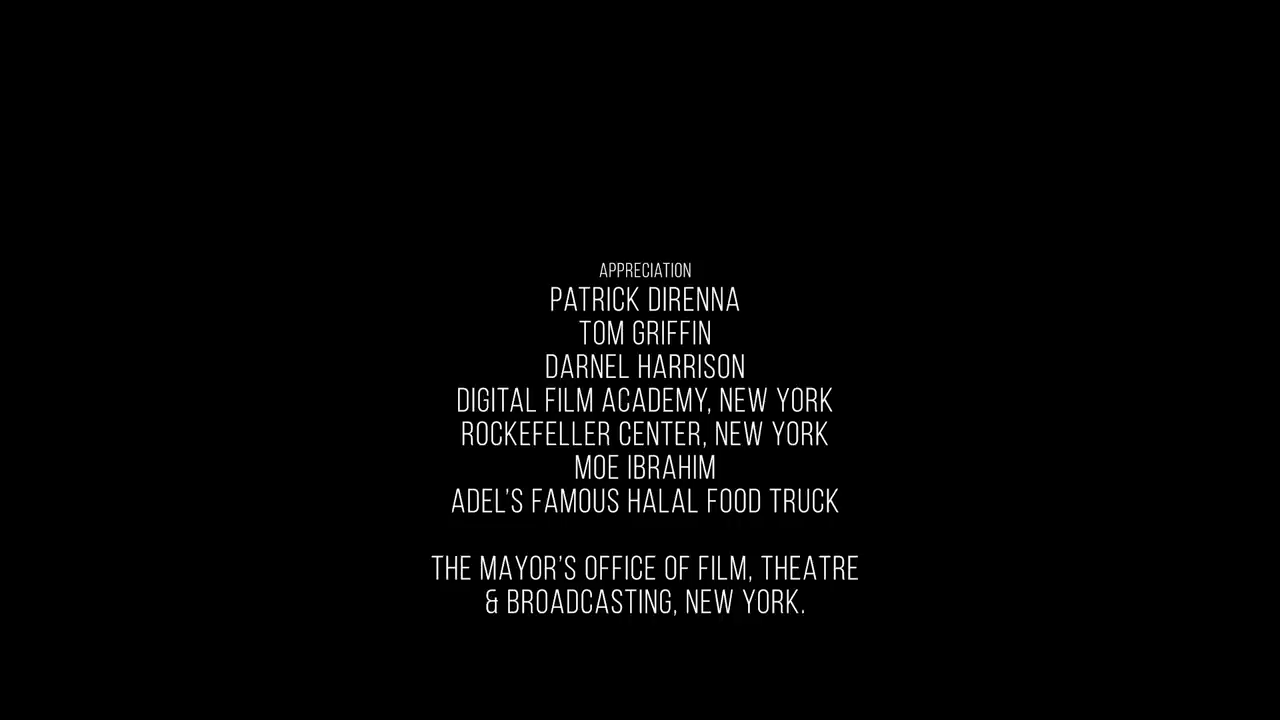 APPRECIATION
PATRICK DIRENNA
TOM GRIFFIN
DARNEL HARRISON
DIGITAL FILM ACADEMY, NEW YORK
ROCKEFELLER CENTER, NEW YORK
MOE IBRAHIM
ADEL'S FAMOUS HALAL FOOD TRUCK
THE MAYOR'S OFFICE OF FILM, THEATRE
& BROADCASTING, NEW YORK.